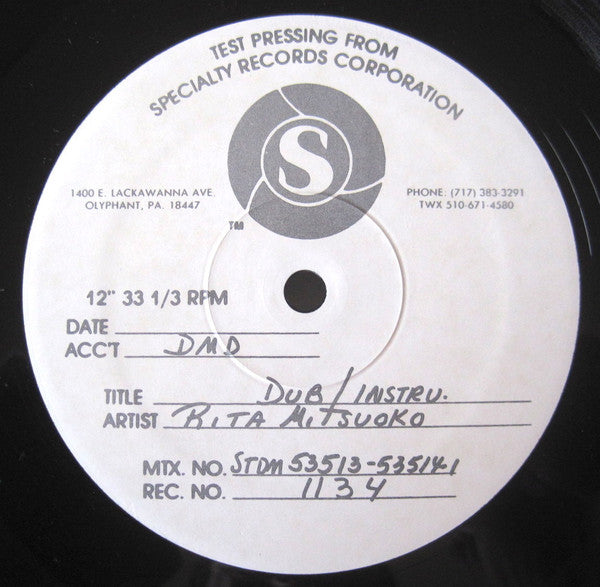 TEST PRESSING FROM
SPECIALTY RECORDS CORPORATION
S
1400 E. LACKAWANNA AVE.
OLYPHANT, PA. 18447
PHONE: (717) 383-3291
TWX 510-671-4580
TM
12" 33 1/3 RPM
DATE
ACC'T DMD
TITLE DUB/INSTRU.
ARTIST RITA MITSUOKO
MTX. NO. STDM 53513-53514-1
REC. NO. 1134